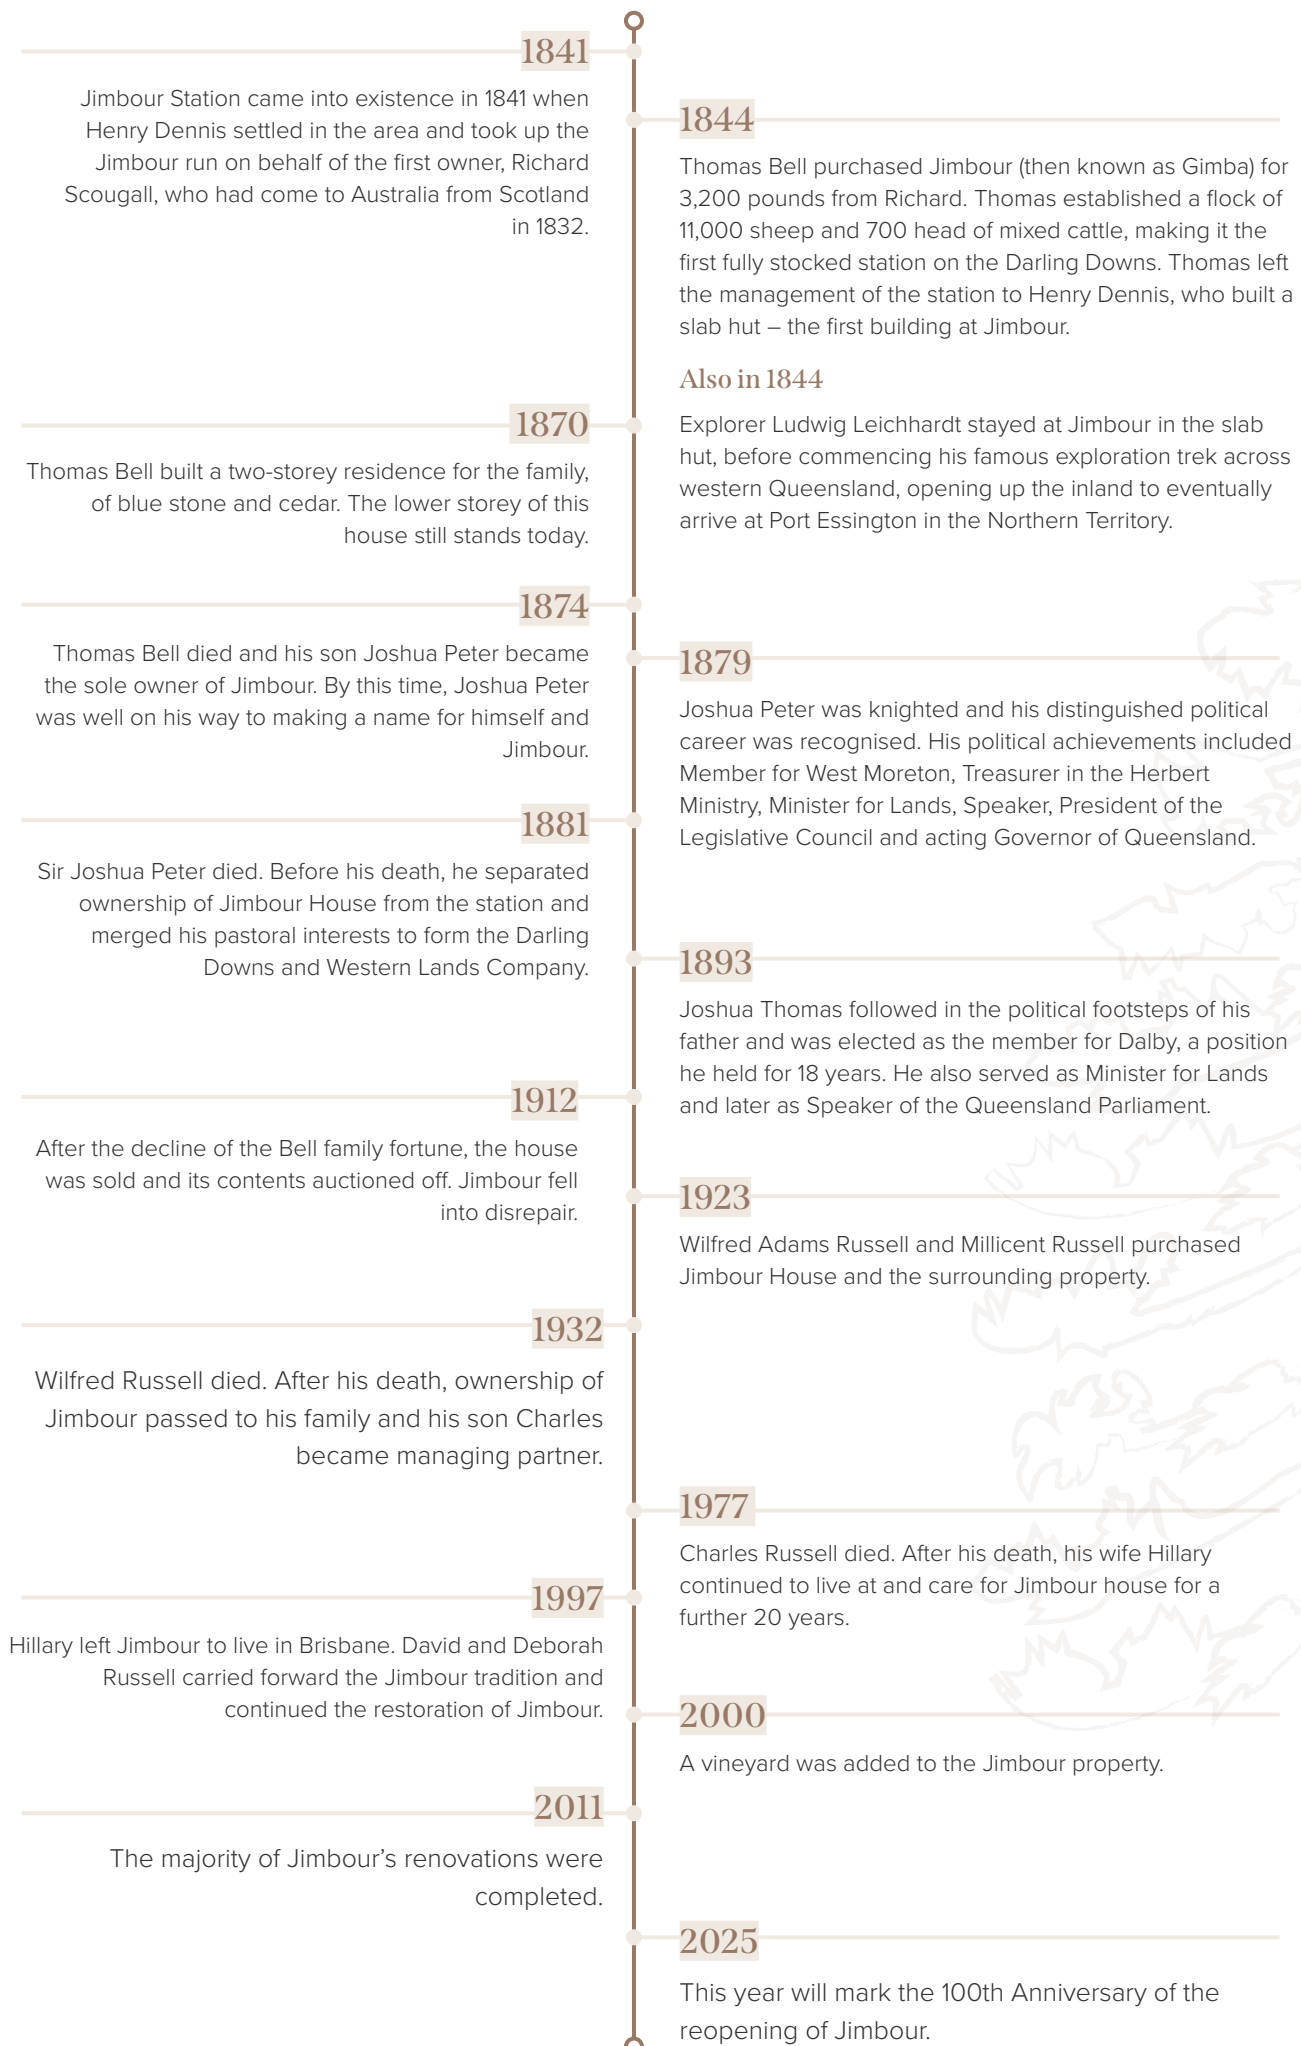 1841
Jimbour Station came into existence in 1841 when
Henry Dennis settled in the area and took up the
Jimbour run on behalf of the first owner, Richard
Scougall, who had come to Australia from Scotland
in 1832.
1844
Thomas Bell purchased Jimbour (then known as Gimba) for
3,200 pounds from Richard. Thomas established a flock of
11,000 sheep and 700 head of mixed cattle, making it the
first fully stocked station on the Darling Downs. Thomas left
the management of the station to Henry Dennis, who built a
slab hut – the first building at Jimbour.
Also in 1844
Explorer Ludwig Leichhardt stayed at Jimbour in the slab
hut, before commencing his famous exploration trek across
western Queensland, opening up the inland to eventually
arrive at Port Essington in the Northern Territory.
1870
Thomas Bell built a two-storey residence for the family,
of blue stone and cedar. The lower storey of this
house still stands today.
1874
Thomas Bell died and his son Joshua Peter became
the sole owner of Jimbour. By this time, Joshua Peter
was well on his way to making a name for himself and
Jimbour.
1879
Joshua Peter was knighted and his distinguished political
career was recognised. His political achievements included
Member for West Moreton, Treasurer in the Herbert
Ministry, Minister for Lands, Speaker, President of the
Legislative Council and acting Governor of Queensland.
1881
Sir Joshua Peter died. Before his death, he separated
ownership of Jimbour House from the station and
merged his pastoral interests to form the Darling
Downs and Western Lands Company.
1893
Joshua Thomas followed in the political footsteps of his
father and was elected as the member for Dalby, a position
he held for 18 years. He also served as Minister for Lands
and later as Speaker of the Queensland Parliament.
1912
After the decline of the Bell family fortune, the house
was sold and its contents auctioned off. Jimbour fell
into disrepair.
1923
Wilfred Adams Russell and Millicent Russell purchased
Jimbour House and the surrounding property.
1932
Wilfred Russell died. After his death, ownership of
Jimbour passed to his family and his son Charles
became managing partner.
1977
Charles Russell died. After his death, his wife Hillary
continued to live at and care for Jimbour house for a
further 20 years.
1997
Hillary left Jimbour to live in Brisbane. David and Deborah
Russell carried forward the Jimbour tradition and
continued the restoration of Jimbour.
2000
A vineyard was added to the Jimbour property.
2011
The majority of Jimbour’s renovations were
completed.
2025
This year will mark the 100th Anniversary of the
reopening of Jimbour.